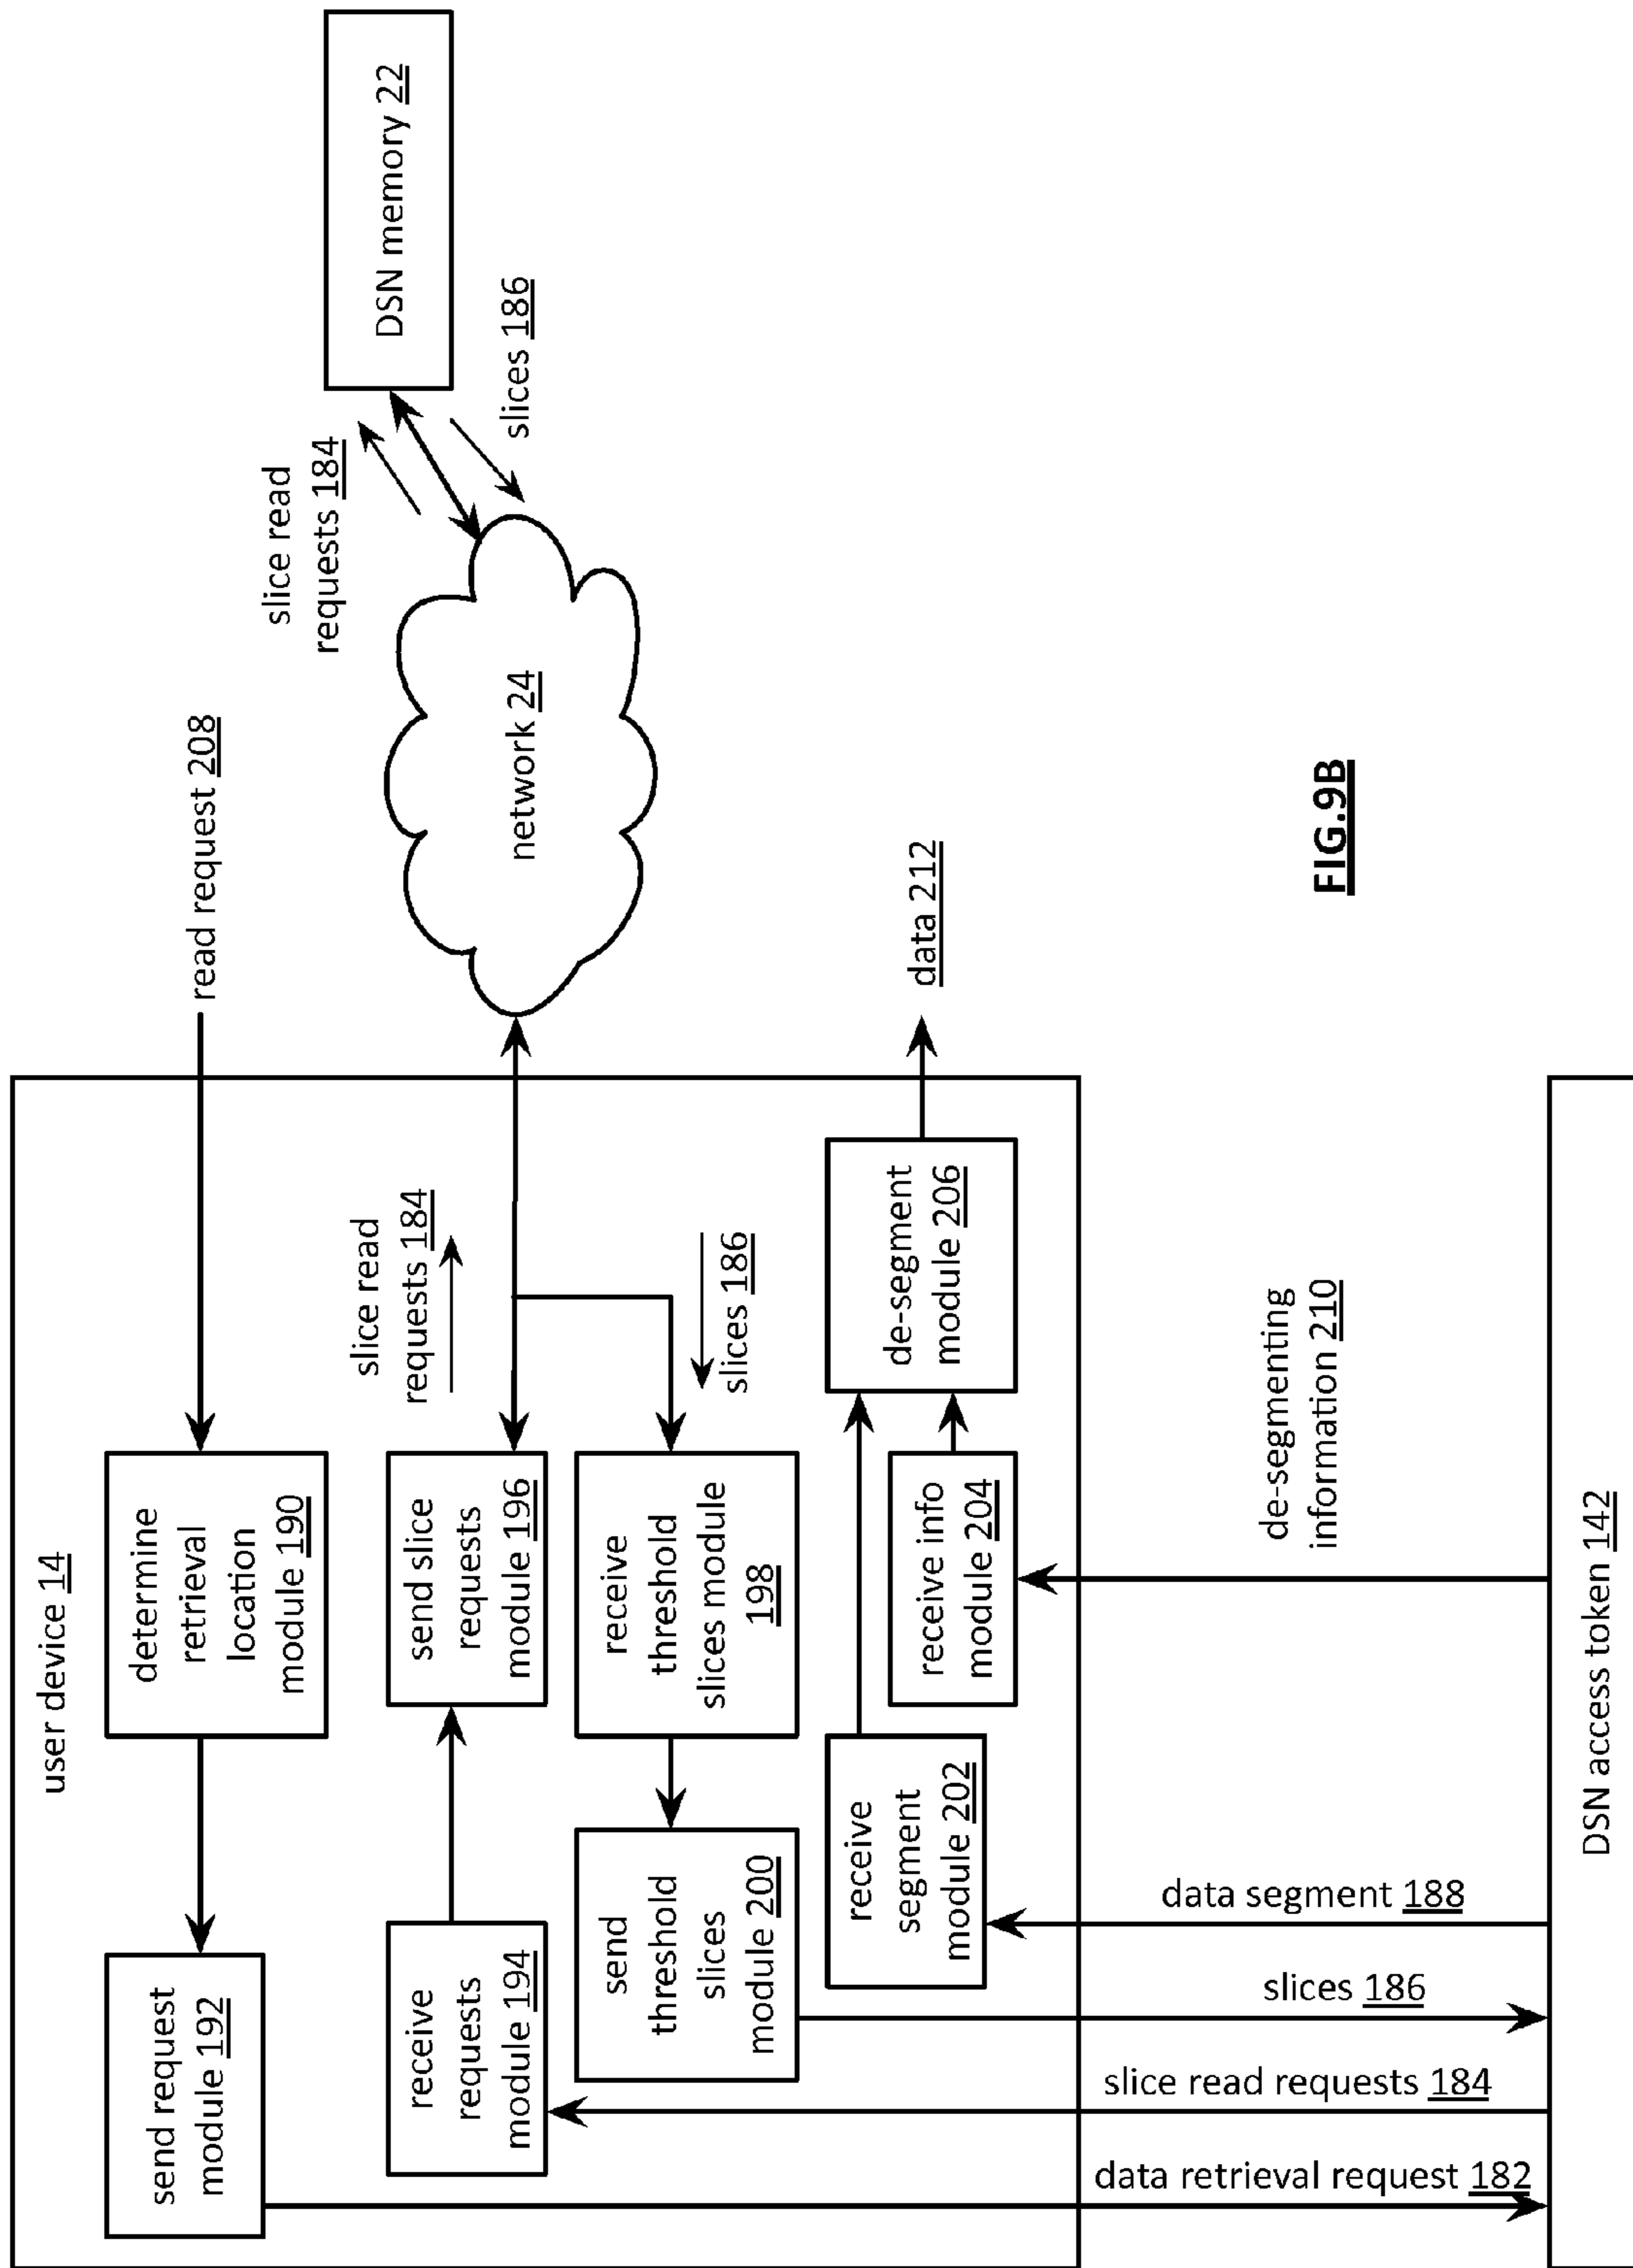 user device 14
send request
module 192
determine
retrieval
location
module 190
read request 208
receive
requests
module 194
send slice
requests
module 196
slice read
requests 184
send
threshold
slices
module 200
receive
threshold
slices module
198
slices 186
network 24
slice read
requests 184
slices 186
DSN memory 22
receive
segment
module 202
receive info
module 204
de-segment
module 206
data 212
data retrieval request 182
slice read requests 184
slices 186
data segment 188
de-segmenting
information 210
DSN access token 142
FIG.9B